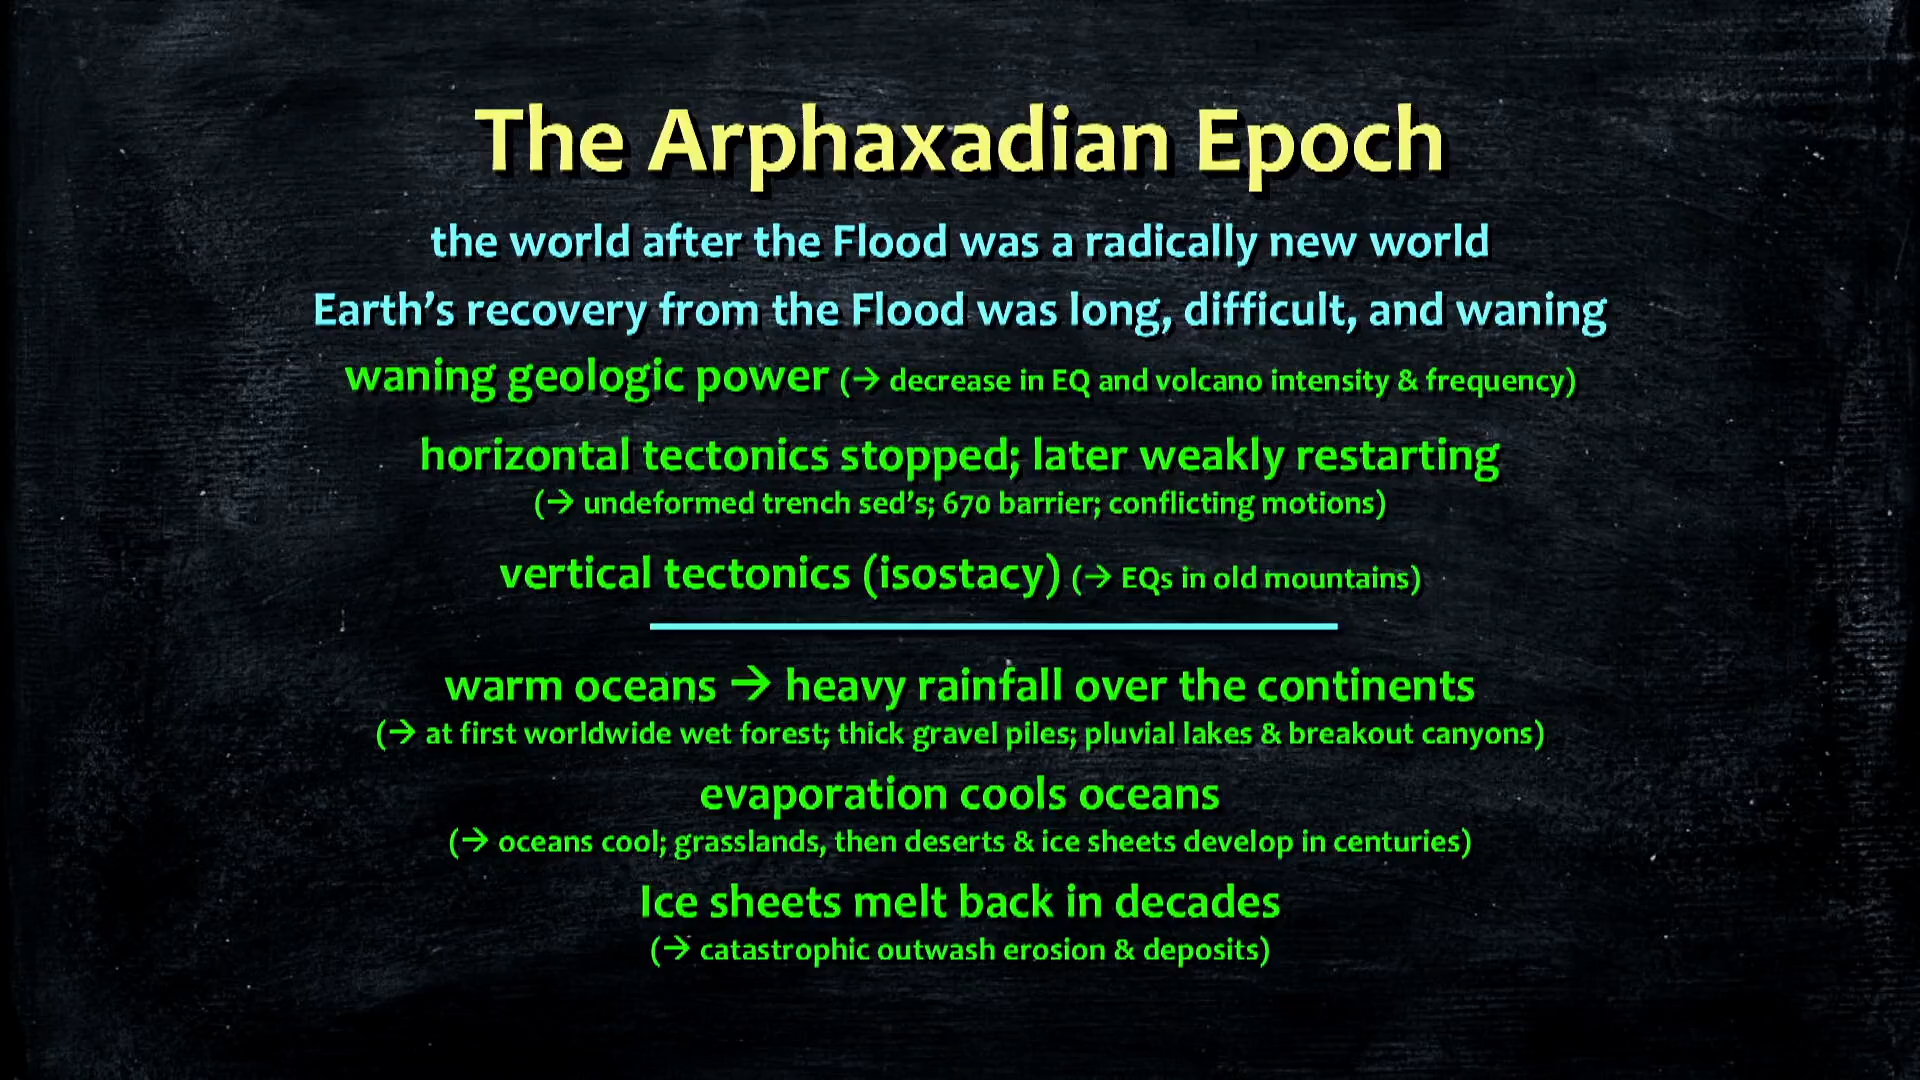 The Arphaxadian Epoch
the world after the Flood was a radically new world
Earth's recovery from the Flood was long, difficult, and waning
waning geologic power (→ decrease in EQ and volcano intensity & frequency)
horizontal tectonics stopped; later weakly restarting
(→ undeformed trench sed's; 670 barrier; conflicting motions)
vertical tectonics (isostacy) (→ EQs in old mountains)
warm oceans → heavy rainfall over the continents
(→ at first worldwide wet forest; thick gravel piles; pluvial lakes & breakout canyons)
evaporation cools oceans
(→ oceans cool; grasslands, then deserts & ice sheets develop in centuries)
Ice sheets melt back in decades
(→ catastrophic outwash erosion & deposits)